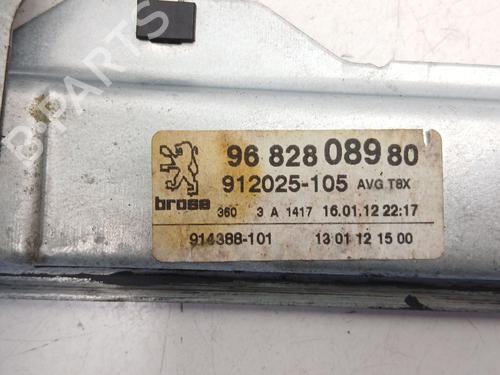 B-PARTS
96 828 089 80
912025-105 AVG T8X
brose 360 3 A 1417 16.01.12 22:17
914388-101 13 01 12 15 00